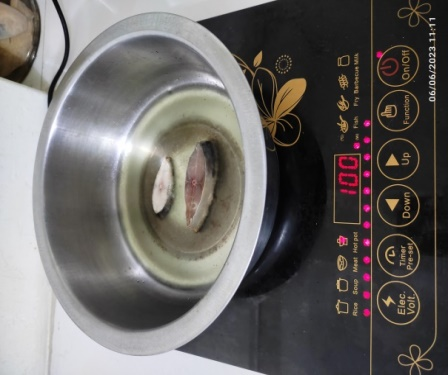 06/06/2023 11:11
Fry Barbecue Milk
Fish
100
Rice Soup Meat Hot pot
On/Off
Function
Up
Down
Timer
Pre-set
Elec.
Volt.